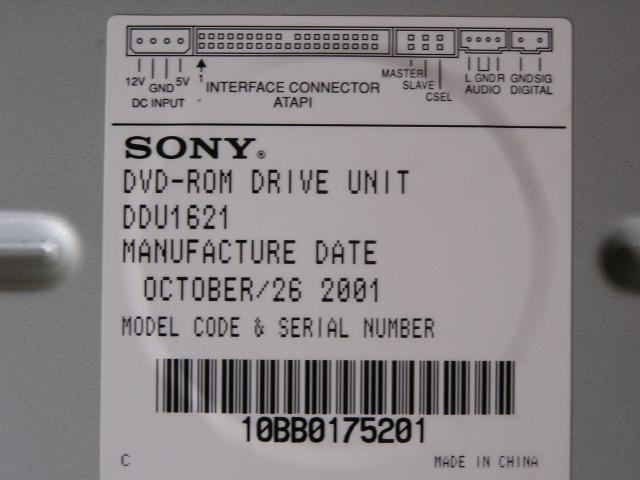 12V GND 5V
DC INPUT
1
INTERFACE CONNECTOR
ATAPI
MASTER
SLAVE
CSEL
L GND R
AUDIO
GND SIG
DIGITAL
SONY®
DVD-ROM DRIVE UNIT
DDU1621
MANUFACTURE DATE
OCTOBER/26 2001
MODEL CODE & SERIAL NUMBER
10BB0175201
C MADE IN CHINA